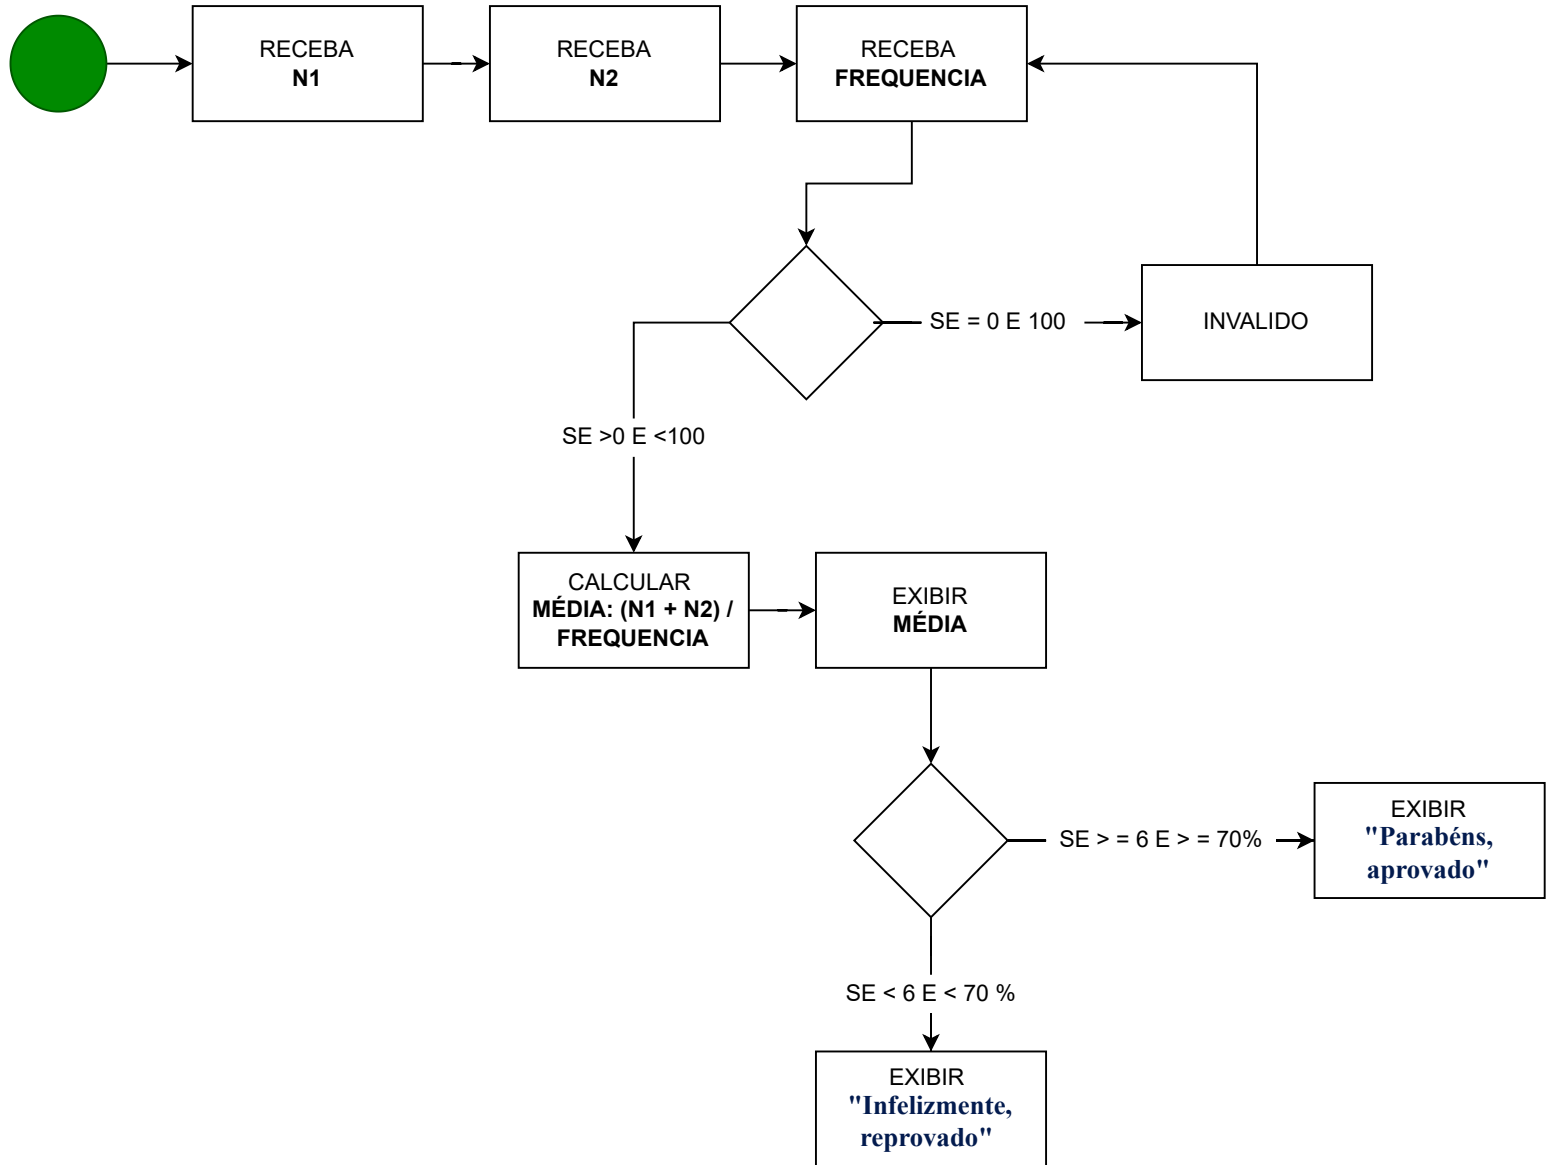 RECEBA
N1
RECEBA
N2
RECEBA
FREQUENCIA
SE = 0 E 100
INVALIDO
SE >0 E <100
CALCULAR
MÉDIA: (N1 + N2) /
FREQUENCIA
EXIBIR
MÉDIA
SE > = 6 E > = 70%
EXIBIR
"Parabéns,
aprovado"
SE < 6 E < 70 %
EXIBIR
"Infelizmente,
reprovado"